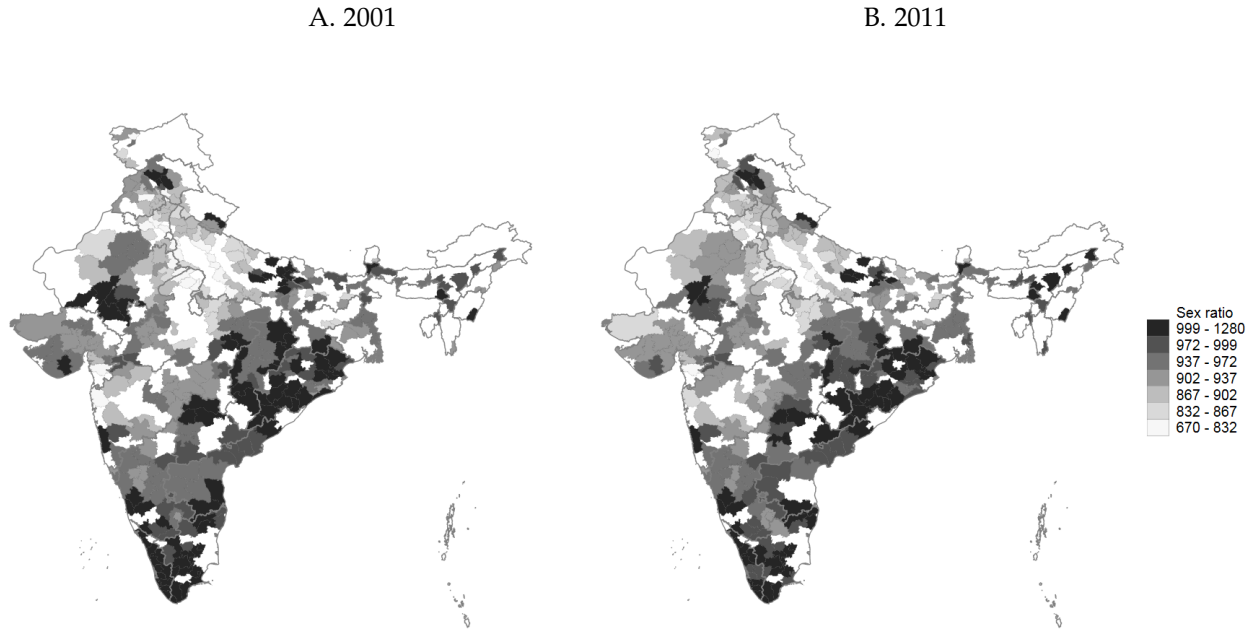 A. 2001
B. 2011
Sex ratio
999 - 1280
972 - 999
937 - 972
902 - 937
867 - 902
832 - 867
670 - 832